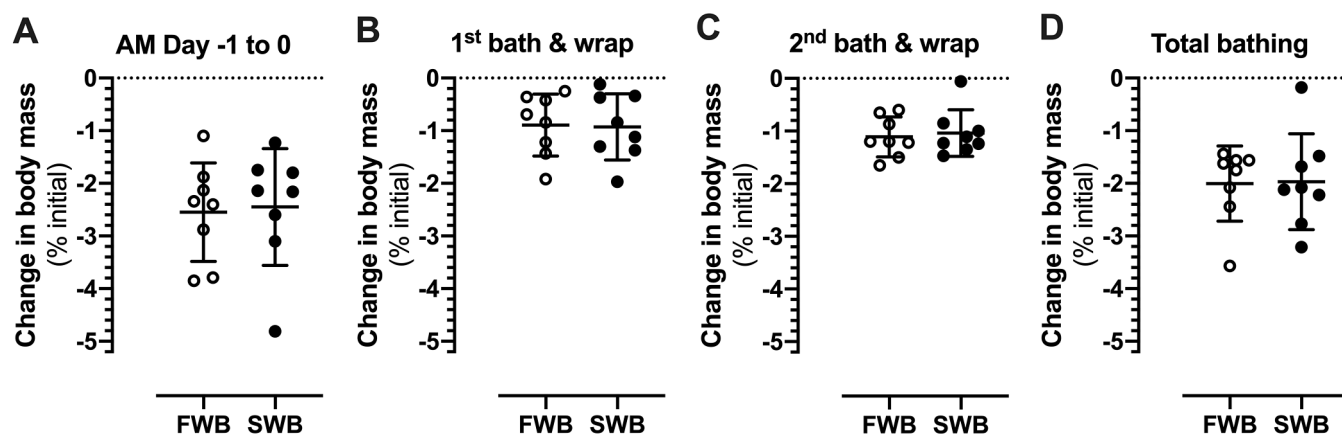 A
AM Day -1 to 0
Change in body mass
(% initial)
0
-1
-2
-3
-4
-5
FWB SWB
B
1st bath & wrap
Change in body mass
(% initial)
0
-1
-2
-3
-4
-5
FWB SWB
C
2nd bath & wrap
Change in body mass
(% initial)
0
-1
-2
-3
-4
-5
FWB SWB
D
Total bathing
Change in body mass
(% initial)
0
-1
-2
-3
-4
-5
FWB SWB